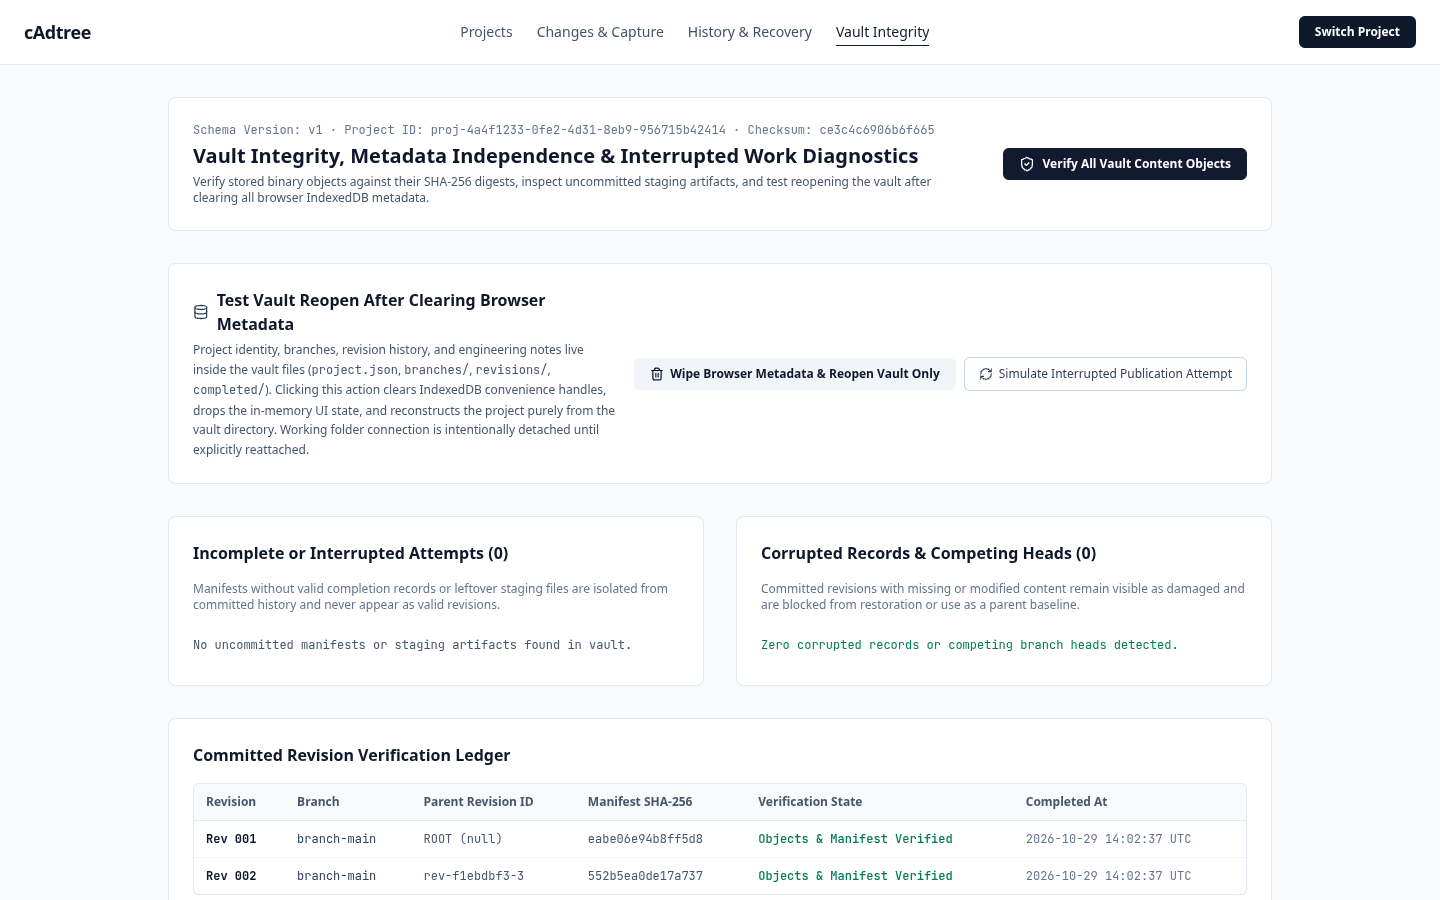 cAdtree
Projects
Changes & Capture
History & Recovery
Vault Integrity
Switch Project
Schema Version: v1 · Project ID: proj-4a4f1233-0fe2-4d31-8eb9-956715b42414 · Checksum: ce3c4c6906b6f665
Vault Integrity, Metadata Independence & Interrupted Work Diagnostics
Verify stored binary objects against their SHA-256 digests, inspect uncommitted staging artifacts, and test reopening the vault after
clearing all browser IndexedDB metadata.
Verify All Vault Content Objects
Test Vault Reopen After Clearing Browser
Metadata
Project identity, branches, revision history, and engineering notes live
inside the vault files (project.json, branches/, revisions/,
completed/). Clicking this action clears IndexedDB convenience handles,
drops the in-memory UI state, and reconstructs the project purely from the
vault directory. Working folder connection is intentionally detached until
explicitly reattached.
Wipe Browser Metadata & Reopen Vault Only
Simulate Interrupted Publication Attempt
Incomplete or Interrupted Attempts (0)
Manifests without valid completion records or leftover staging files are isolated from
committed history and never appear as valid revisions.
No uncommitted manifests or staging artifacts found in vault.
Corrupted Records & Competing Heads (0)
Committed revisions with missing or modified content remain visible as damaged and
are blocked from restoration or use as a parent baseline.
Zero corrupted records or competing branch heads detected.
Committed Revision Verification Ledger
Revision Branch Parent Revision ID Manifest SHA-256 Verification State Completed At
Rev 001 branch-main ROOT (null) eabe06e94b8ff5d8 Objects & Manifest Verified 2026-10-29 14:02:37 UTC
Rev 002 branch-main rev-f1ebdbf3-3 552b5ea0de17a737 Objects & Manifest Verified 2026-10-29 14:02:37 UTC